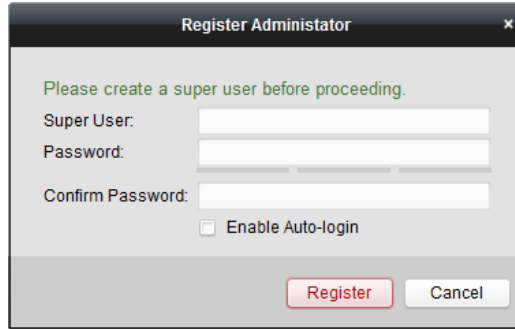 Register Administator
×
Please create a super user before proceeding.
Super User:
Password:
Confirm Password:
Enable Auto-login
Register Cancel